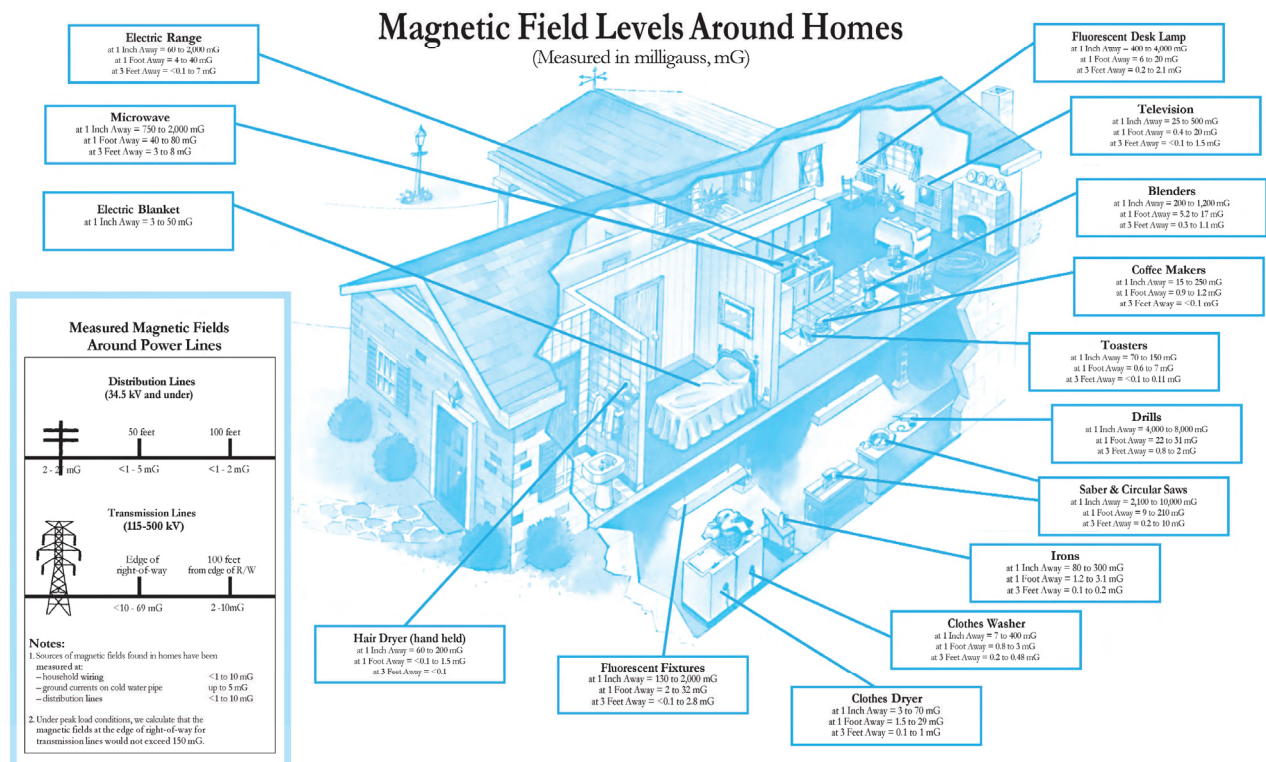 Magnetic Field Levels Around Homes
(Measured in milligauss, mG)
Electric Range
at 1 Inch Away = 60 to 2,000 mG
at 1 Foot Away = 4 to 40 mG
at 3 Feet Away = <0.1 to 7 mG
Microwave
at 1 Inch Away = 750 to 2,000 mG
at 1 Foot Away = 40 to 80 mG
at 3 Feet Away = 3 to 8 mG
Electric Blanket
at 1 Inch Away = 3 to 50 mG
Fluorescent Desk Lamp
at 1 Inch Away = 400 to 4,000 mG
at 1 Foot Away = 6 to 20 mG
at 3 Feet Away = 0.2 to 2.1 mG
Television
at 1 Inch Away = 25 to 500 mG
at 1 Foot Away = 0.4 to 20 mG
at 3 Feet Away = <0.1 to 1.5 mG
Blenders
at 1 Inch Away = 200 to 1,200 mG
at 1 Foot Away = 5.2 to 17 mG
at 3 Feet Away = 0.3 to 1.1 mG
Coffee Makers
at 1 Inch Away = 15 to 250 mG
at 1 Foot Away = 0.9 to 1.2 mG
at 3 Feet Away = <0.1 mG
Toasters
at 1 Inch Away = 70 to 150 mG
at 1 Foot Away = 0.6 to 7 mG
at 3 Feet Away = <0.1 to 0.11 mG
Drills
at 1 Inch Away = 4,000 to 8,000 mG
at 1 Foot Away = 22 to 31 mG
at 3 Feet Away = 0.8 to 2 mG
Saber & Circular Saws
at 1 Inch Away = 2,100 to 10,000 mG
at 1 Foot Away = 9 to 210 mG
at 3 Feet Away = 0.2 to 10 mG
Irons
at 1 Inch Away = 80 to 300 mG
at 1 Foot Away = 1.2 to 3.1 mG
at 3 Feet Away = 0.1 to 0.2 mG
Clothes Washer
at 1 Inch Away = 7 to 400 mG
at 1 Foot Away = 0.8 to 3 mG
at 3 Feet Away = 0.2 to 0.48 mG
Clothes Dryer
at 1 Inch Away = 3 to 70 mG
at 1 Foot Away = 1.5 to 29 mG
at 3 Feet Away = 0.1 to 1 mG
Fluorescent Fixtures
at 1 Inch Away = 130 to 2,000 mG
at 1 Foot Away = 2 to 32 mG
at 3 Feet Away = <0.1 to 2.8 mG
Hair Dryer (hand held)
at 1 Inch Away = 60 to 200 mG
at 1 Foot Away = <0.1 to 1.5 mG
at 3 Feet Away = <0.1
Measured Magnetic Fields
Around Power Lines
Distribution Lines
(34.5 kV and under)
50 feet 100 feet
2 - mG <1 - 5 mG <1 - 2 mG
Transmission Lines
(115-500 kV)
Edge of right-of-way
100 feet from edge of R/W
<10 - 69 mG 2 -10mG
Notes:
1. Sources of magnetic fields found in homes have been
measured at:
– household wiring <1 to 10 mG
– ground currents on cold water pipe up to 5 mG
– distribution lines <1 to 10 mG
2. Under peak load conditions, we calculate that the
magnetic fields at the edge of right-of-way for
transmission lines would not exceed 150 mG.